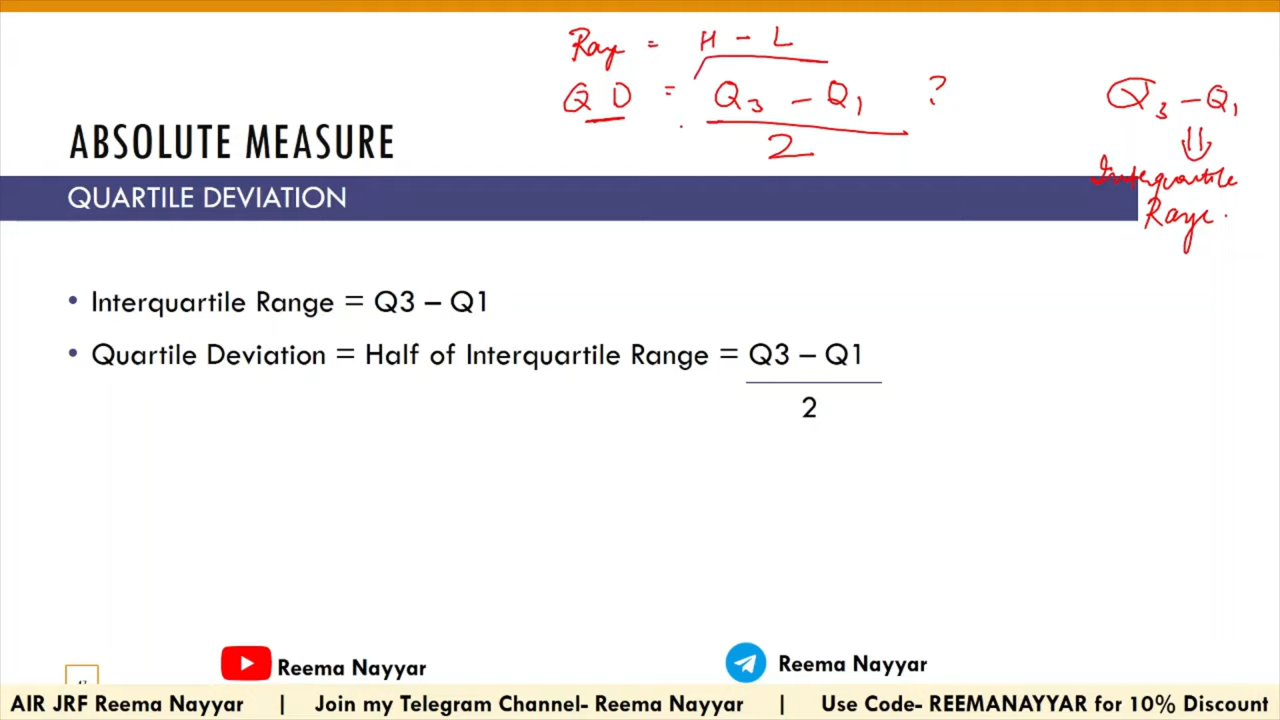 Range = H - L
Q D = Q3 - Q1 ?
2
Q3 - Q1
⇓
Interquartile
Range.
ABSOLUTE MEASURE
QUARTILE DEVIATION
• Interquartile Range = Q3 – Q1
• Quartile Deviation = Half of Interquartile Range = Q3 – Q1
2
Reema Nayyar
Reema Nayyar
AIR JRF Reema Nayyar | Join my Telegram Channel- Reema Nayyar | Use Code- REEMANAYYAR for 10% Discount